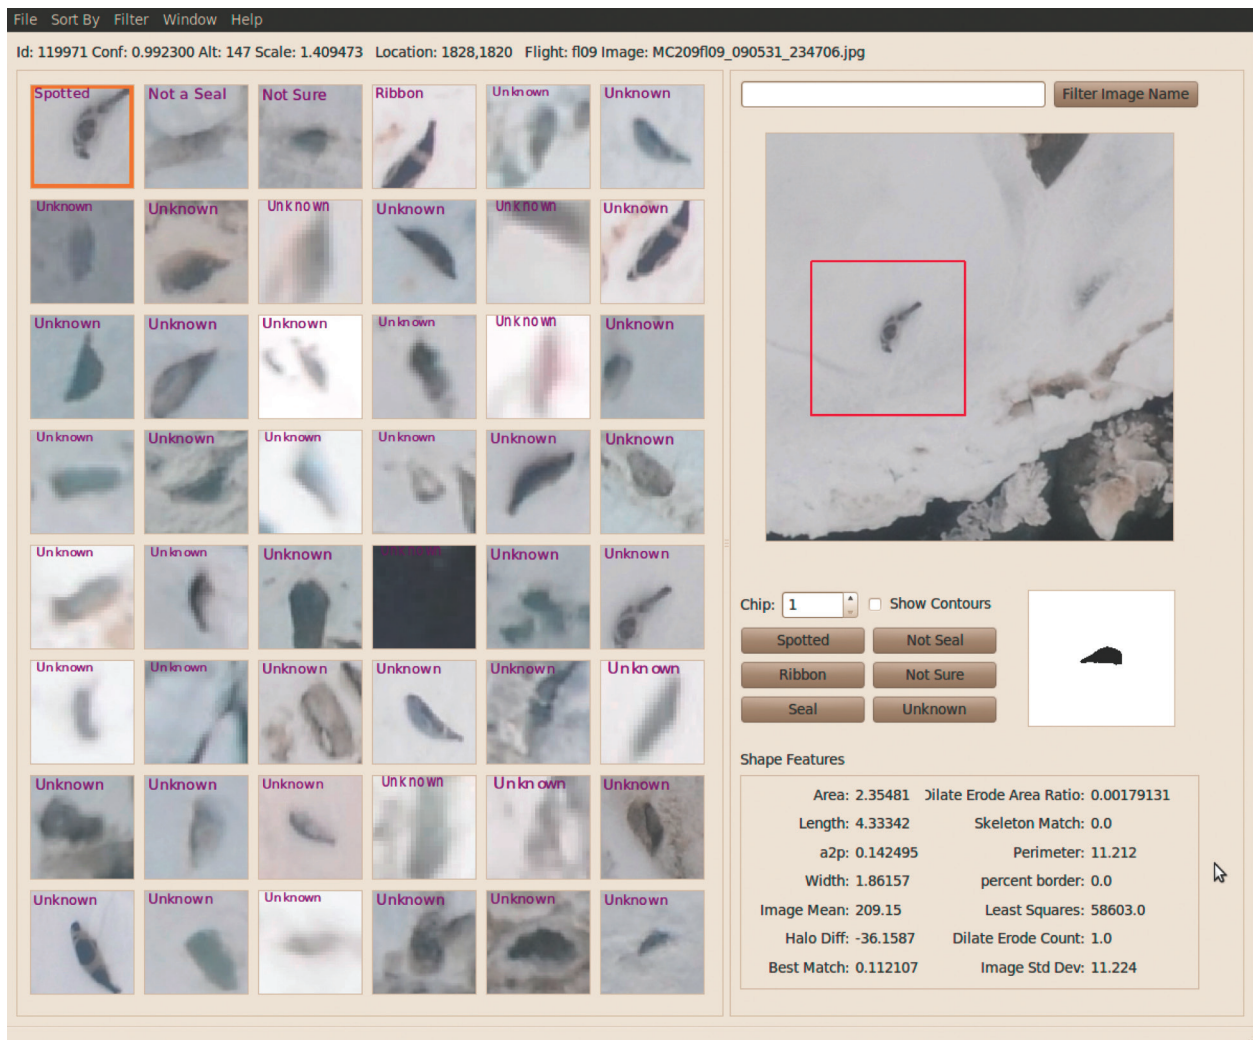 File Sort By Filter Window Help
Id: 119971 Conf: 0.992300 Alt: 147 Scale: 1.409473 Location: 1828,1820 Flight: fl09 Image: MC209fl09_090531_234706.jpg
Spotted Not a Seal Not Sure Ribbon Unknown Unknown
Unknown Unknown Unknown Unknown Unknown Unknown
Unknown Unknown Unknown Unknown Unknown Unknown
Unknown Unknown Unknown Unknown Unknown Unknown
Unknown Unknown Unknown Unknown Unknown Unknown
Unknown Unknown Unknown Unknown Unknown Unknown
Unknown Unknown Unknown Unknown Unknown Unknown
Unknown Unknown Unknown Unknown Unknown Unknown
Filter Image Name
Chip: 1 Show Contours
Spotted Not Seal
Ribbon Not Sure
Seal Unknown
Shape Features
Area: 2.35481 Dilate Erode Area Ratio: 0.00179131
Length: 4.33342 Skeleton Match: 0.0
a2p: 0.142495 Perimeter: 11.212
Width: 1.86157 percent border: 0.0
Image Mean: 209.15 Least Squares: 58603.0
Halo Diff: -36.1587 Dilate Erode Count: 1.0
Best Match: 0.112107 Image Std Dev: 11.224